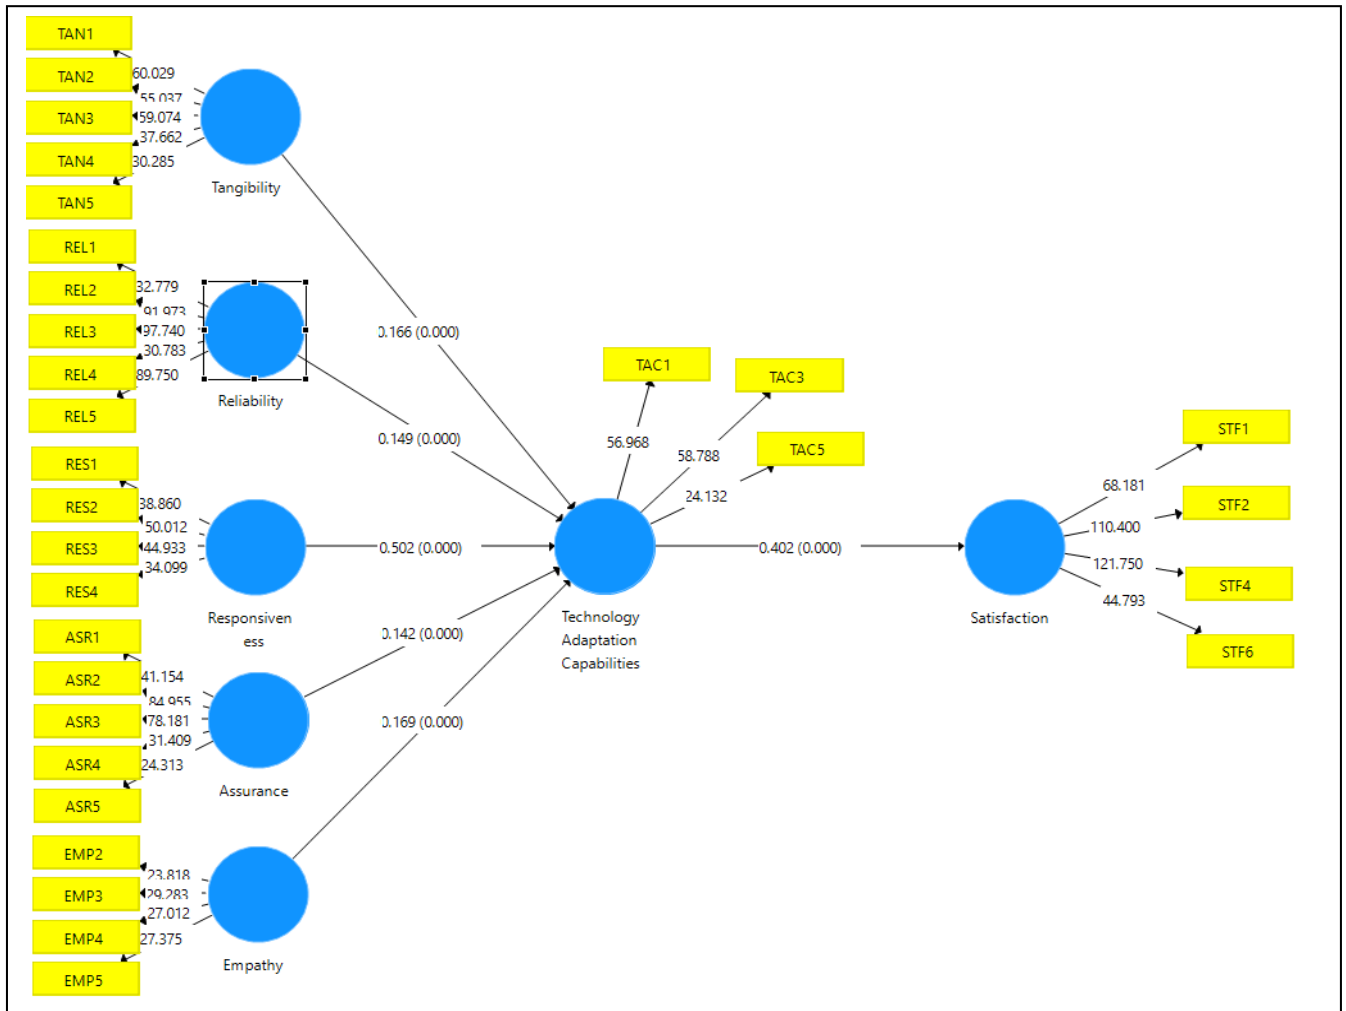 TAN1
TAN2
TAN3
TAN4
TAN5
60.029
55.037
59.074
37.662
30.285
Tangibility
REL1
REL2
REL3
REL4
REL5
32.779
91.973
97.740
30.783
89.750
Reliability
RES1
RES2
RES3
RES4
38.860
50.012
44.933
34.099
Responsiven
ess
ASR1
ASR2
ASR3
ASR4
ASR5
41.154
84.955
78.181
31.409
24.313
Assurance
EMP2
EMP3
EMP4
EMP5
23.818
29.283
27.012
27.375
Empathy
0.166 (0.000)
0.149 (0.000)
0.502 (0.000)
0.142 (0.000)
0.169 (0.000)
TAC1
TAC3
TAC5
56.968
58.788
24.132
Technology
Adaptation
Capabilities
0.402 (0.000)
Satisfaction
68.181
110.400
121.750
44.793
STF1
STF2
STF4
STF6